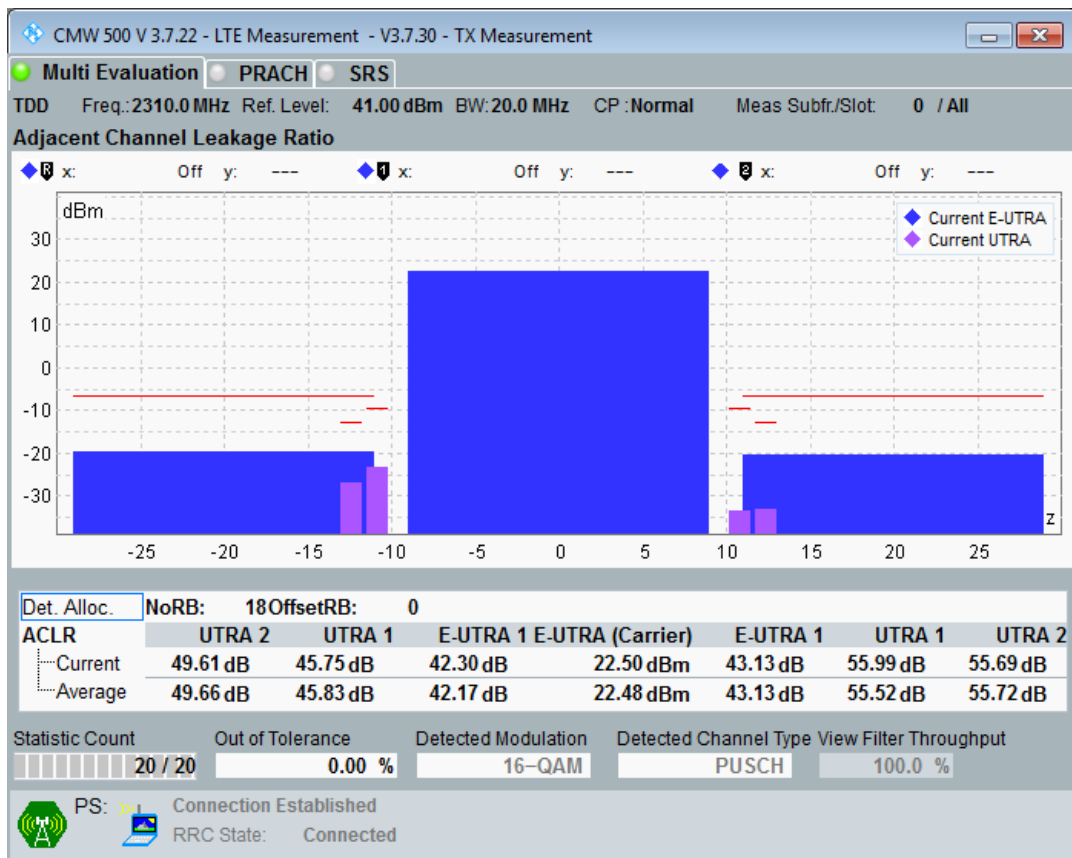 CMW 500 V 3.7.22 - LTE Measurement - V3.7.30 - TX Measurement
Multi Evaluation PRACH SRS
TDD Freq.: 2310.0 MHz Ref. Level: 41.00 dBm BW: 20.0 MHz CP : Normal Meas Subfr./Slot: 0 / All
Adjacent Channel Leakage Ratio
R x: Off y: --- 1 x: Off y: --- 2 x: Off y: ---
dBm
Current E-UTRA
Current UTRA
30
20
10
0
-10
-20
-30
z
-25 -20 -15 -10 -5 0 5 10 15 20 25
Det. Alloc. NoRB: 18 OffsetRB: 0
ACLR UTRA 2 UTRA 1 E-UTRA 1 E-UTRA (Carrier) E-UTRA 1 UTRA 1 UTRA 2
Current 49.61 dB 45.75 dB 42.30 dB 22.50 dBm 43.13 dB 55.99 dB 55.69 dB
Average 49.66 dB 45.83 dB 42.17 dB 22.48 dBm 43.13 dB 55.52 dB 55.72 dB
Statistic Count Out of Tolerance Detected Modulation Detected Channel Type View Filter Throughput
20 / 20 0.00 % 16-QAM PUSCH 100.0 %
PS: Connection Established
RRC State: Connected